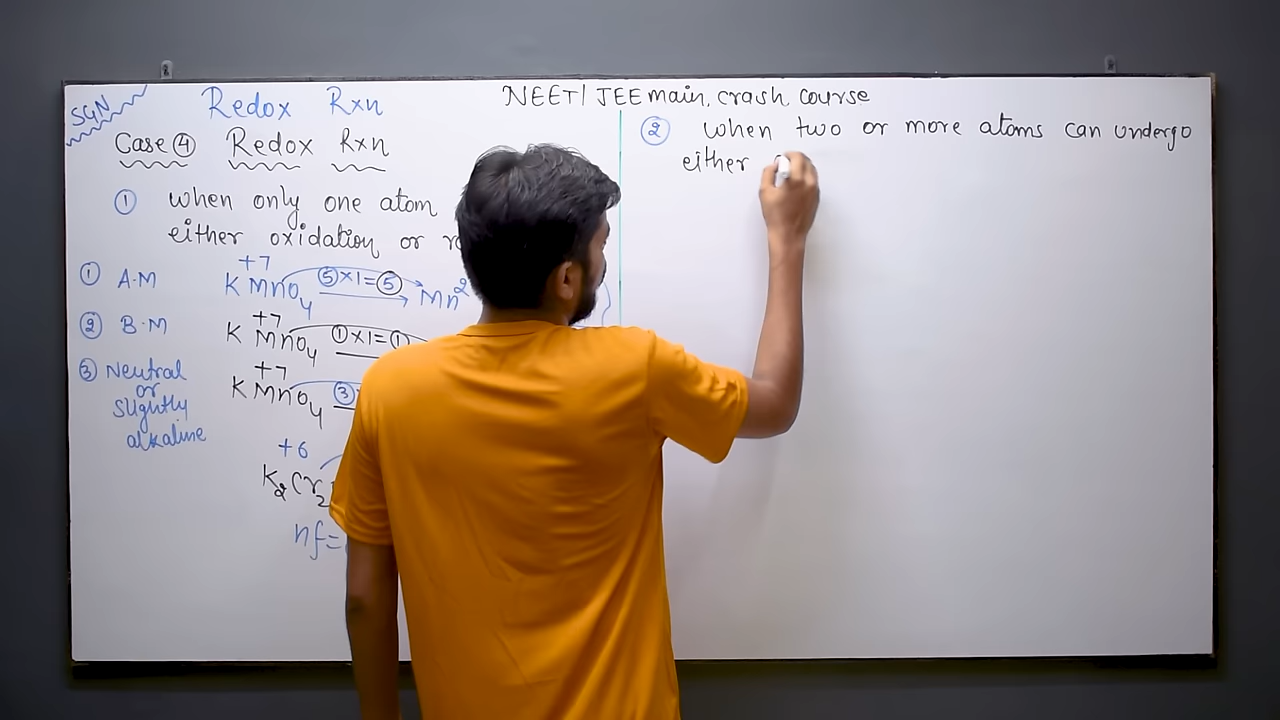 SGN
Redox Rxn
NEET/ JEE main, crash course
Case ④ Redox Rxn
① when only one atom
either oxidation or
① A.M
+7
KMnO4 ⑤×1=⑤ Mn2
② B.M
+7
KMnO4 ①×1=①
③ Neutral
or
slightly
alkaline
+7
KMnO4 ③
+6
K2Cr2
nf=
② when two or more atoms can undergo
either